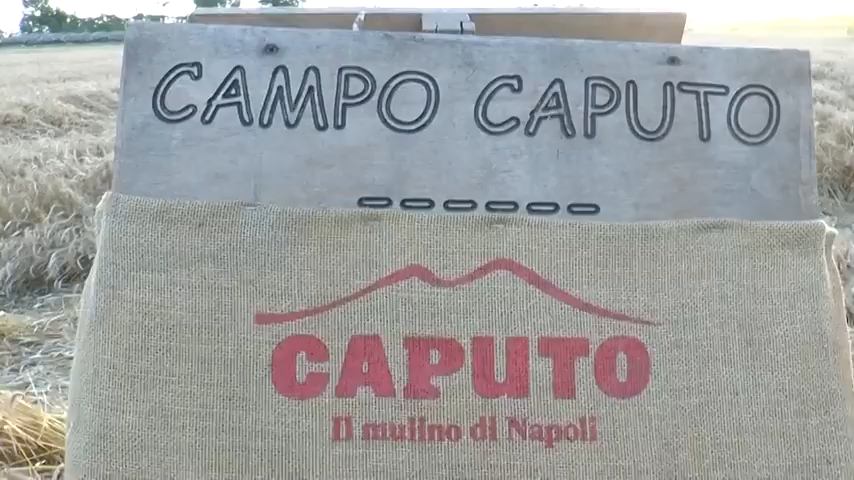 CAMPO CAPUTO
------
CAPUTO
Il mulino di Napoli